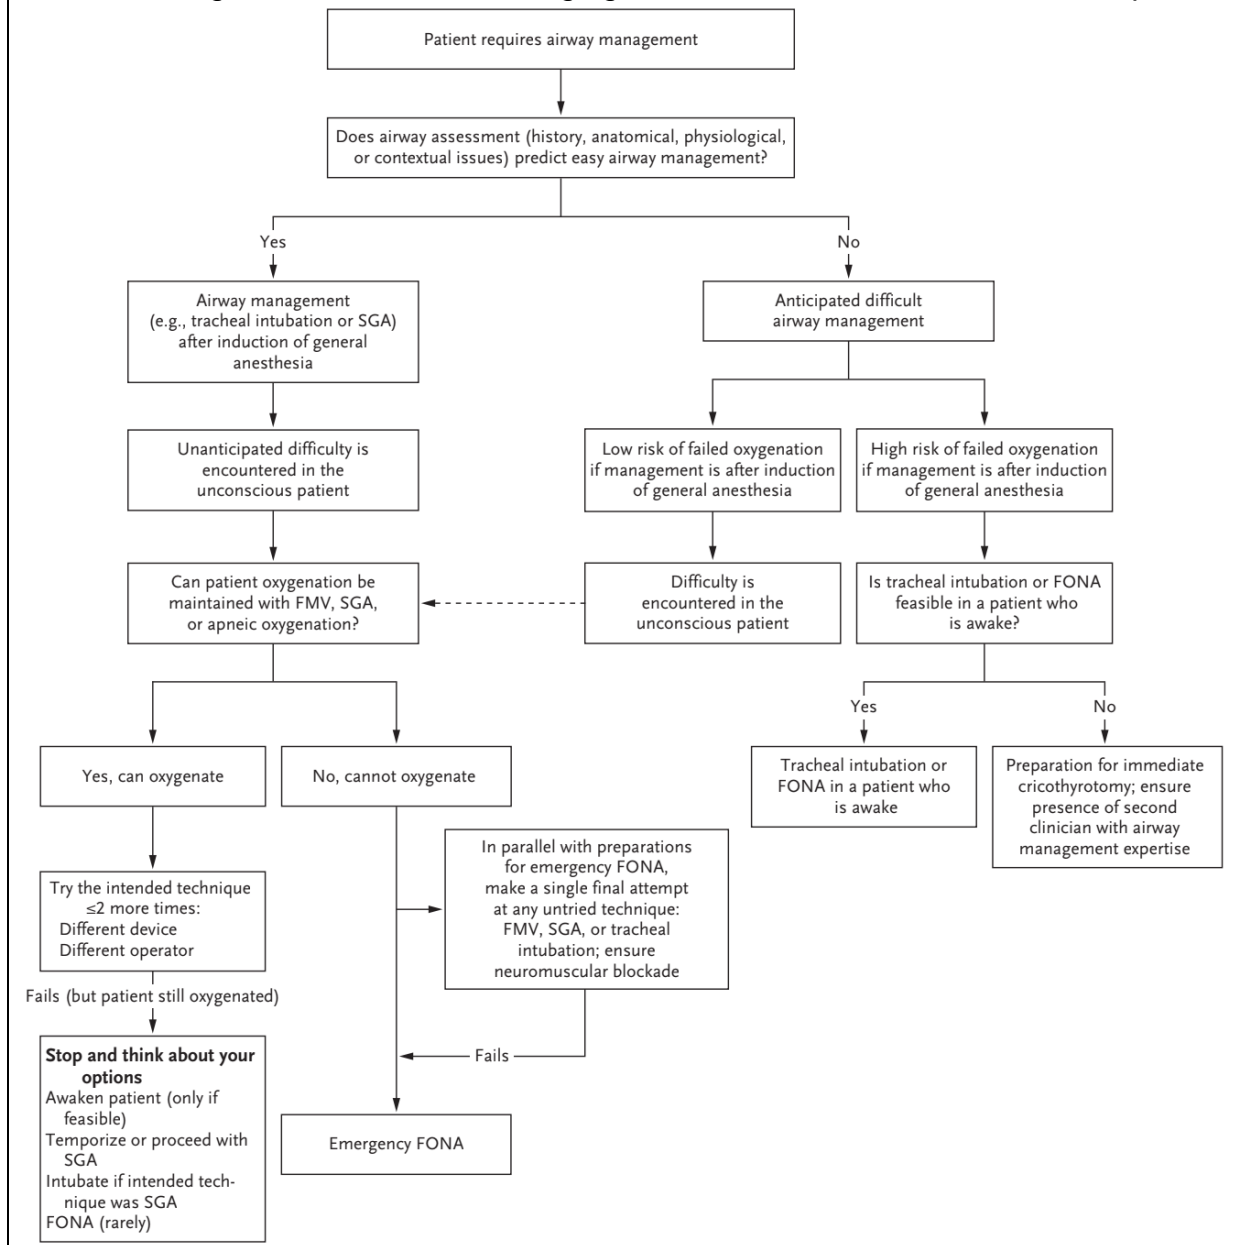 Patient requires airway management
Does airway assessment (history, anatomical, physiological,
or contextual issues) predict easy airway management?
Yes
No
Airway management
(e.g., tracheal intubation or SGA)
after induction of general
anesthesia
Anticipated difficult
airway management
Unanticipated difficulty is
encountered in the
unconscious patient
Low risk of failed oxygenation
if management is after induction
of general anesthesia
High risk of failed oxygenation
if management is after induction
of general anesthesia
Can patient oxygenation be
maintained with FMV, SGA,
or apneic oxygenation?
Difficulty is
encountered in the
unconscious patient
Is tracheal intubation or FONA
feasible in a patient who
is awake?
Yes
No
Yes, can oxygenate
No, cannot oxygenate
Tracheal intubation or
FONA in a patient who
is awake
Preparation for immediate
cricothyrotomy; ensure
presence of second
clinician with airway
management expertise
Try the intended technique
≤2 more times:
Different device
Different operator
In parallel with preparations
for emergency FONA,
make a single final attempt
at any untried technique:
FMV, SGA, or tracheal
intubation; ensure
neuromuscular blockade
Fails (but patient still oxygenated)
Stop and think about your
options
Awaken patient (only if
feasible)
Temporize or proceed with
SGA
Intubate if intended tech-
nique was SGA
FONA (rarely)
Fails
Emergency FONA